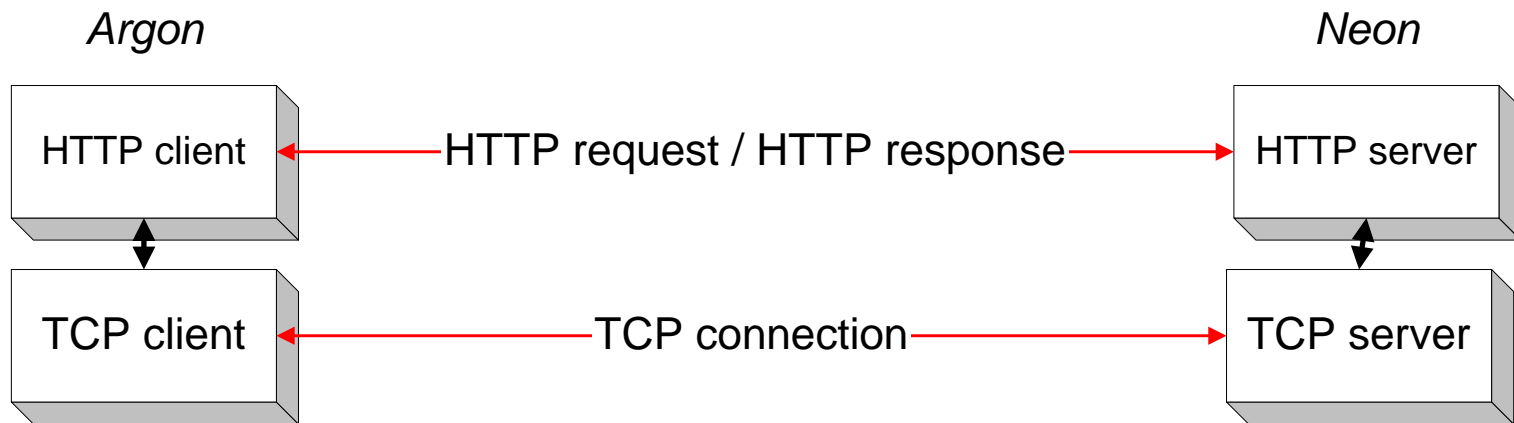 Argon
Neon
HTTP client
HTTP request / HTTP response
HTTP server
TCP client
TCP connection
TCP server